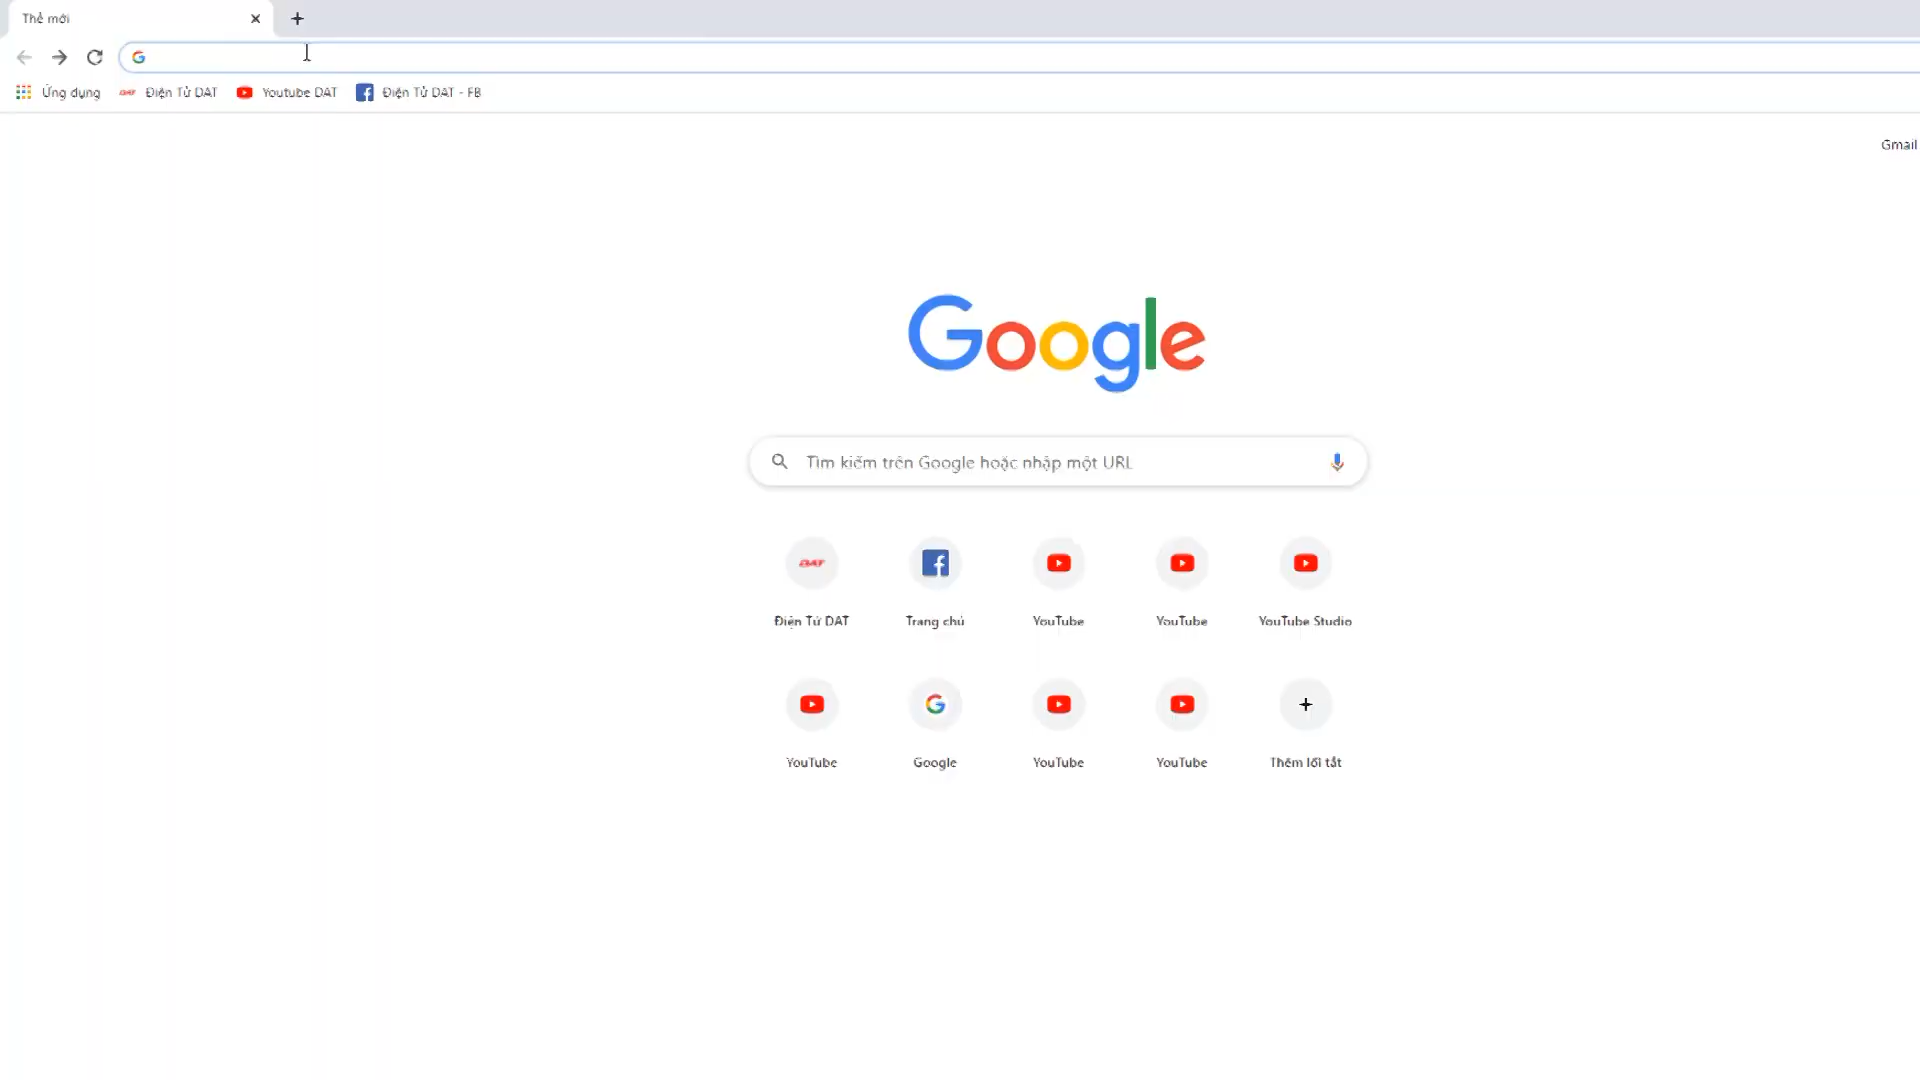 Thẻ mới
Ứng dụng
DAT Điện Tử DAT
Youtube DAT
Điện Tử DAT - FB
Gmail
Google
Tìm kiếm trên Google hoặc nhập một URL
DAT
Điện Tử DAT
Trang chủ
YouTube
YouTube
YouTube Studio
YouTube
Google
YouTube
YouTube
Thêm lối tắt